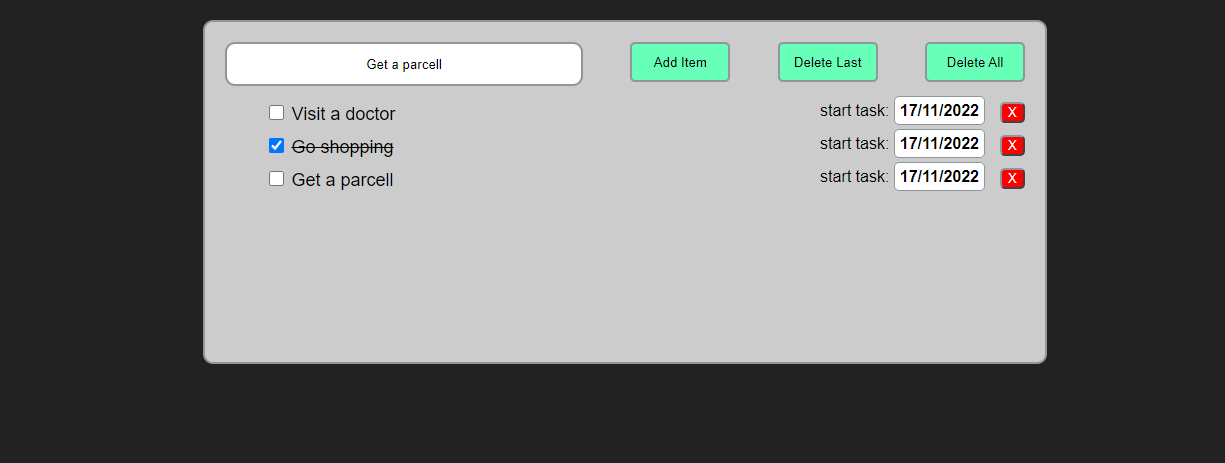 Get a parcell Add Item Delete Last Delete All
Visit a doctor start task: 17/11/2022 X
Go shopping start task: 17/11/2022 X
Get a parcell start task: 17/11/2022 X